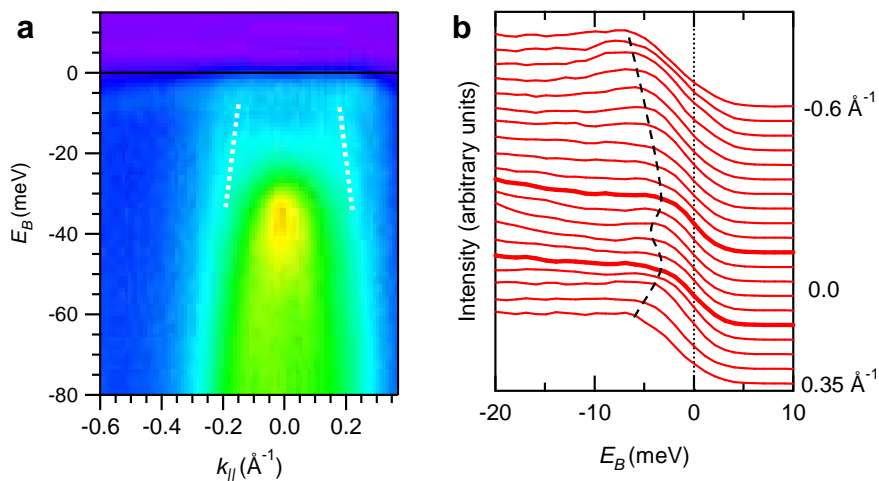 a
0
-20
-40
-60
-80
E_B (meV)
-0.6
-0.4
-0.2
0.0
0.2
k_// (Å⁻¹)
b
-0.6 Å⁻¹
0.0
0.35 Å⁻¹
Intensity (arbitrary units)
-20
-10
0
10
E_B (meV)